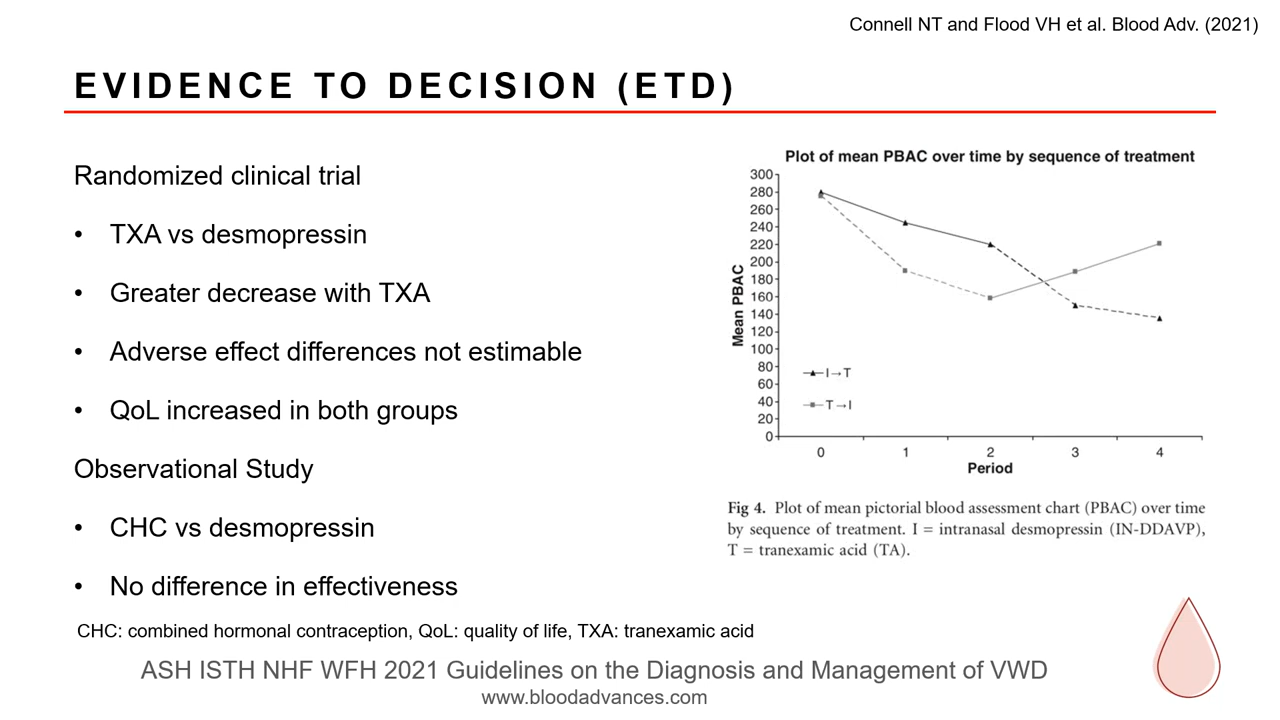 Connell NT and Flood VH et al. Blood Adv. (2021)
EVIDENCE TO DECISION (ETD)
Randomized clinical trial
• TXA vs desmopressin
• Greater decrease with TXA
• Adverse effect differences not estimable
• QoL increased in both groups
Observational Study
• CHC vs desmopressin
• No difference in effectiveness
CHC: combined hormonal contraception, QoL: quality of life, TXA: tranexamic acid
Plot of mean PBAC over time by sequence of treatment
Mean PBAC
300
280
260
240
220
200
180
160
140
120
100
80
60
40
20
0
I→T
T→I
0 1 2 3 4
Period
Fig 4. Plot of mean pictorial blood assessment chart (PBAC) over time
by sequence of treatment. I = intranasal desmopressin (IN-DDAVP),
T = tranexamic acid (TA).
ASH ISTH NHF WFH 2021 Guidelines on the Diagnosis and Management of VWD
www.bloodadvances.com